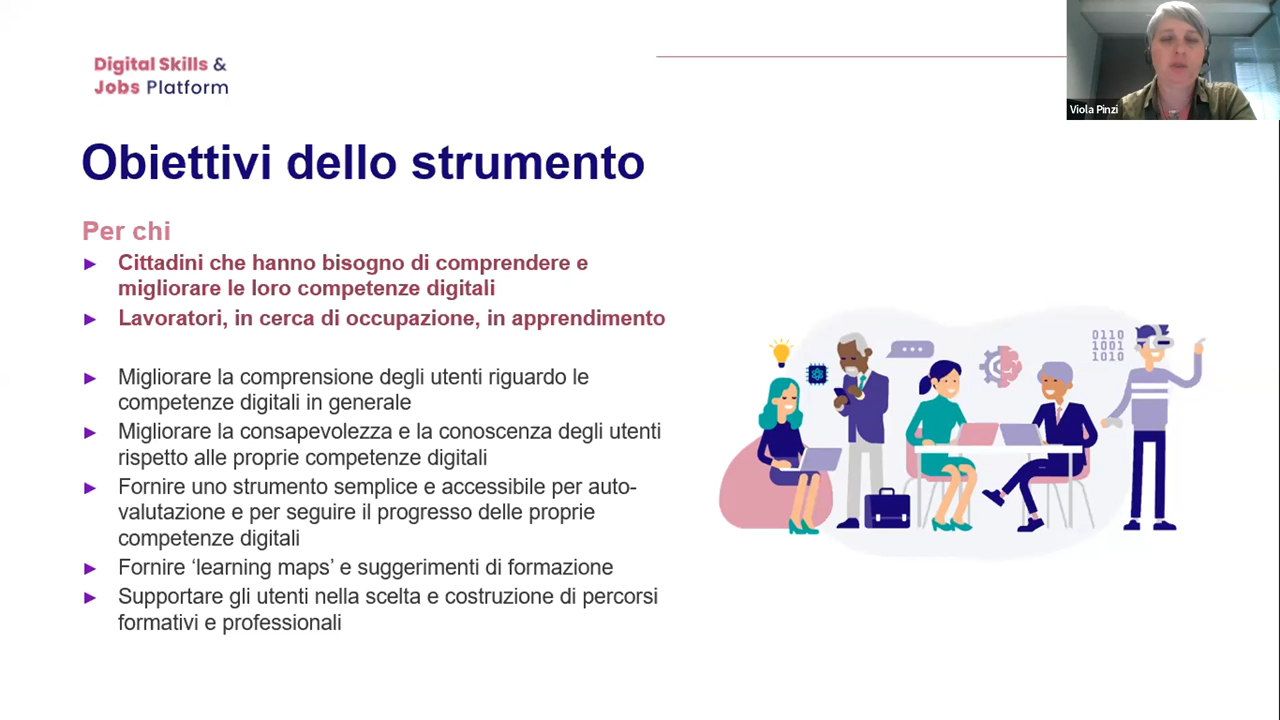 Digital Skills &
Jobs Platform
Viola Pinzi
Obiettivi dello strumento
Per chi
► Cittadini che hanno bisogno di comprendere e
migliorare le loro competenze digitali
► Lavoratori, in cerca di occupazione, in apprendimento
► Migliorare la comprensione degli utenti riguardo le
competenze digitali in generale
► Migliorare la consapevolezza e la conoscenza degli utenti
rispetto alle proprie competenze digitali
► Fornire uno strumento semplice e accessibile per auto-
valutazione e per seguire il progresso delle proprie
competenze digitali
► Fornire ‘learning maps’ e suggerimenti di formazione
► Supportare gli utenti nella scelta e costruzione di percorsi
formativi e professionali
0110
1001
1010